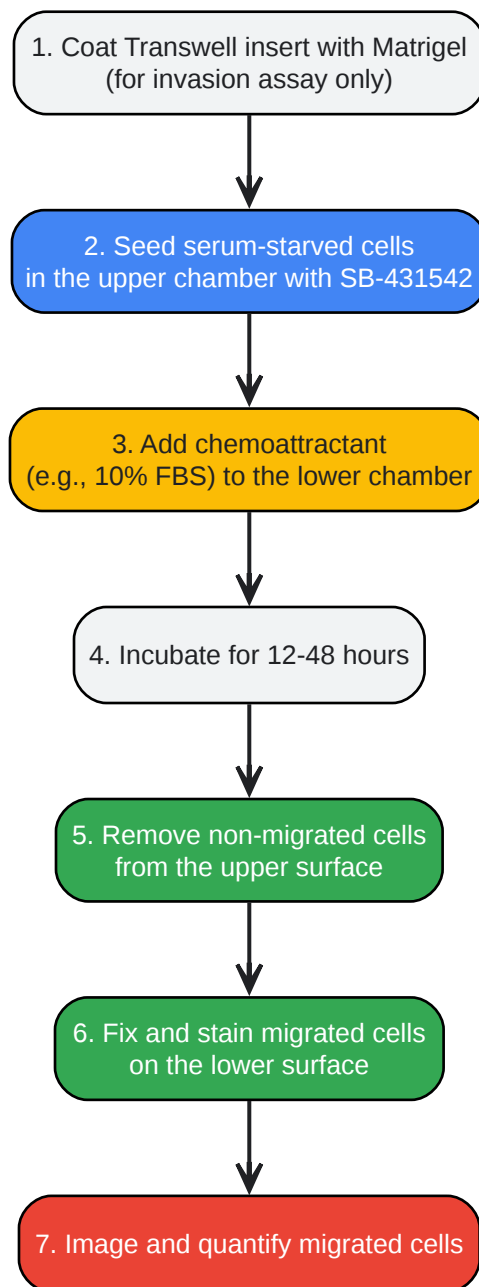 1. Coat Transwell insert with Matrigel
(for invasion assay only)
2. Seed serum-starved cells
in the upper chamber with SB-431542
3. Add chemoattractant
(e.g., 10% FBS) to the lower chamber
4. Incubate for 12-48 hours
5. Remove non-migrated cells
from the upper surface
6. Fix and stain migrated cells
on the lower surface
7. Image and quantify migrated cells